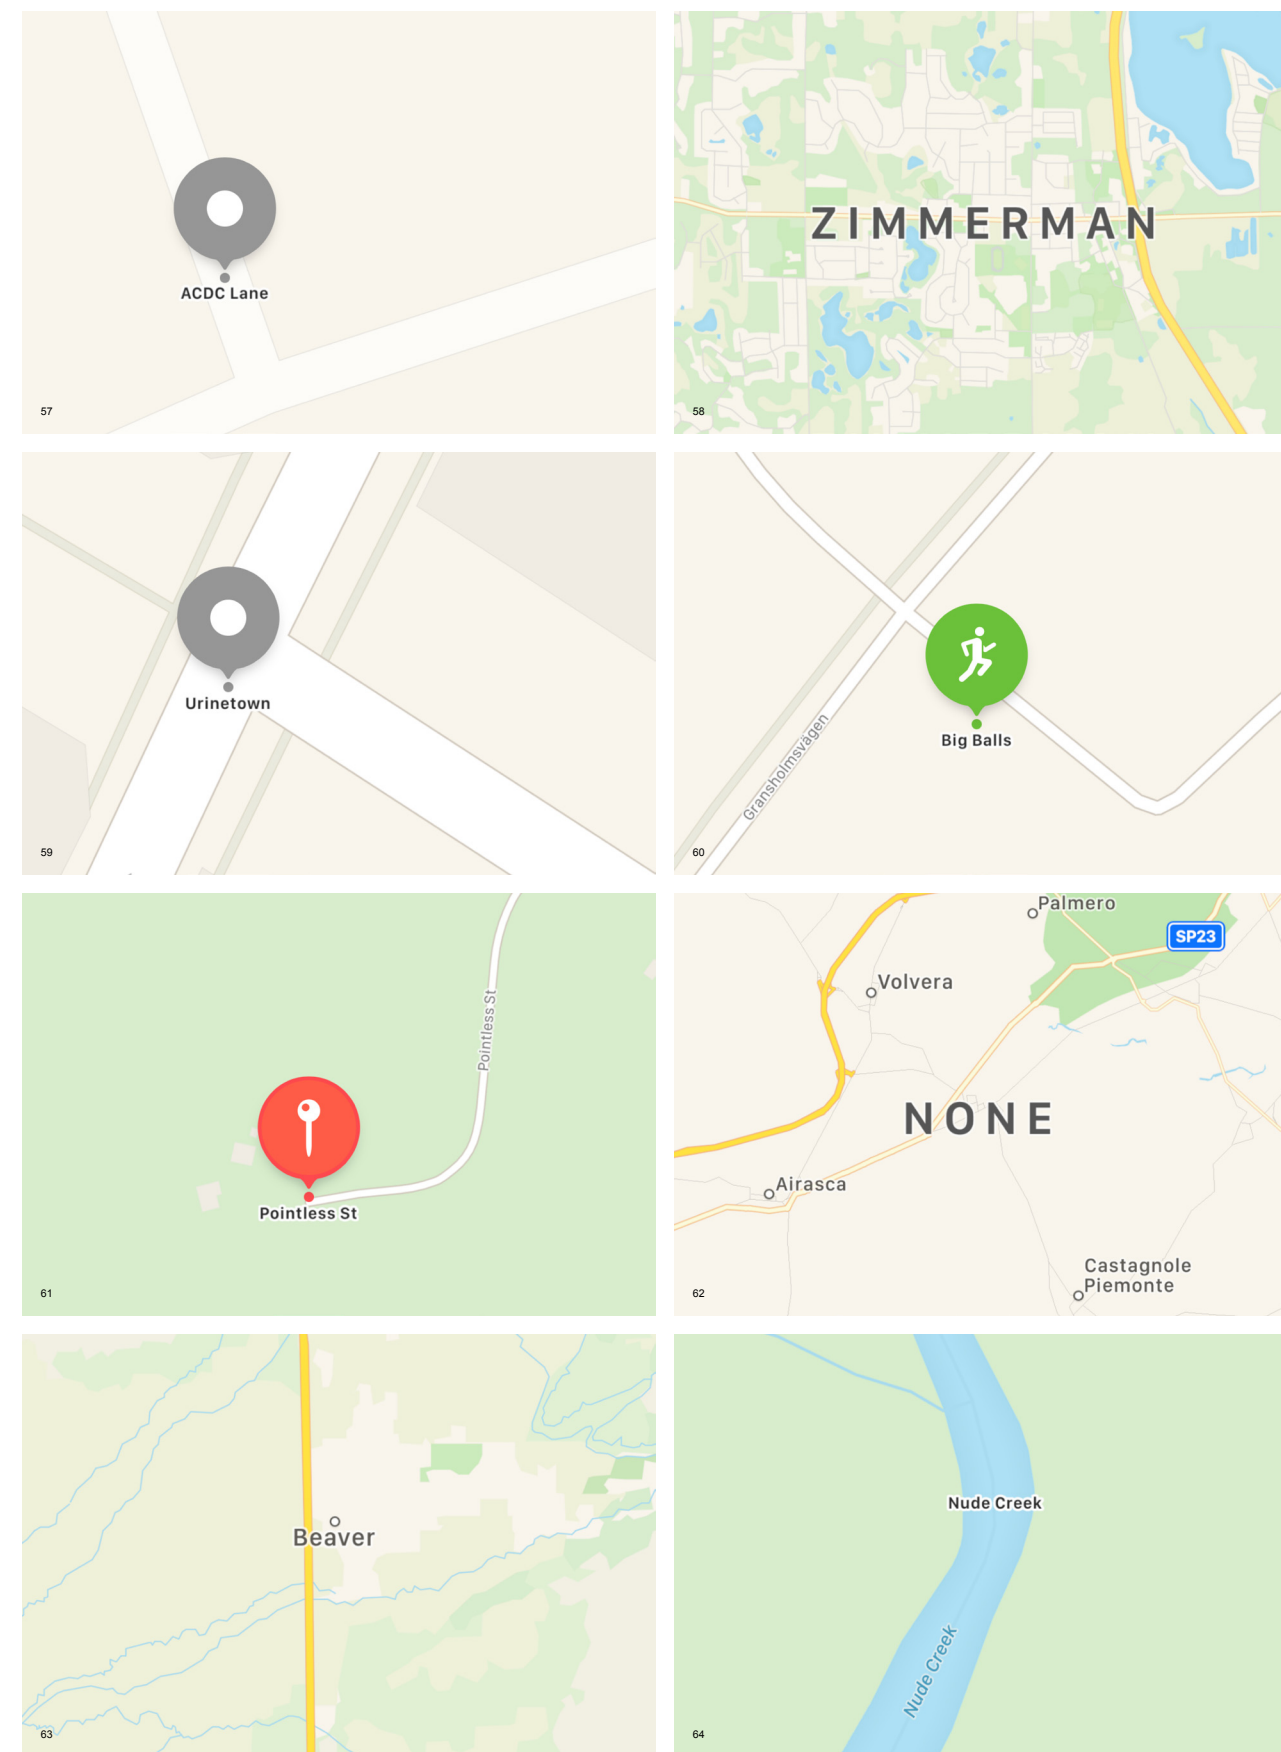 ACDC Lane
57
ZIMMERMAN
58
Urinetown
59
Gransholmsvägen
Big Balls
60
Pointless St
Pointless St
61
Palmero
SP23
Volvera
NONE
Airasca
Castagnole
Piemonte
62
Beaver
63
Nude Creek
Nude Creek
64